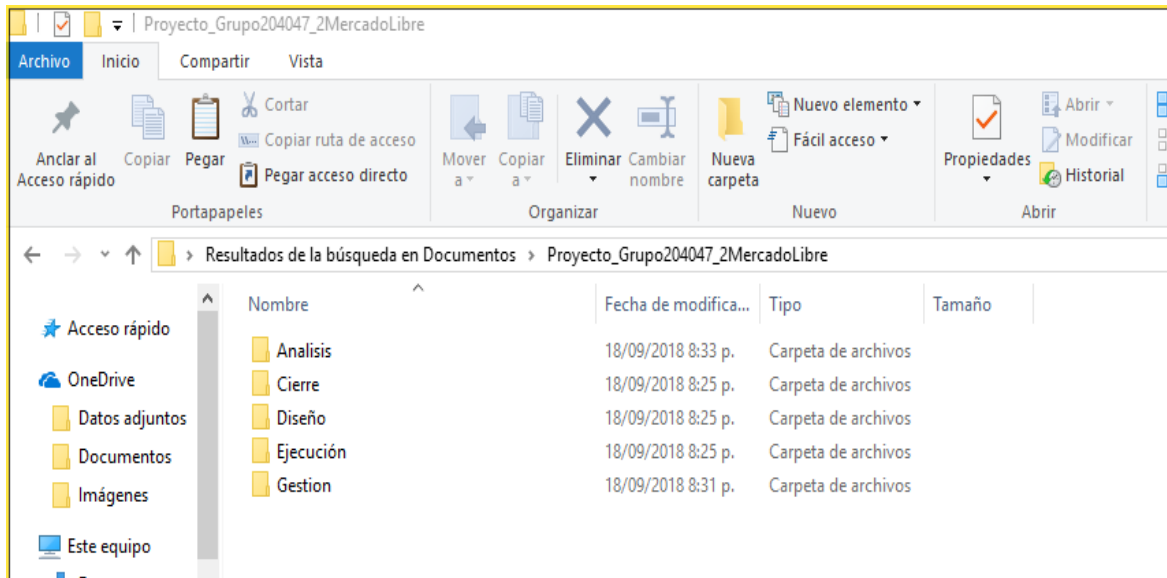 Proyecto_Grupo204047_2MercadoLibre
Archivo Inicio Compartir Vista
Anclar al
Acceso rápido
Copiar
Pegar
Cortar
Copiar ruta de acceso
Pegar acceso directo
Portapapeles
Mover
a
Copiar
a
Eliminar
Cambiar
nombre
Organizar
Nueva
carpeta
Nuevo elemento
Fácil acceso
Nuevo
Propiedades
Abrir
Modificar
Historial
Abrir
Resultados de la búsqueda en Documentos > Proyecto_Grupo204047_2MercadoLibre
Acceso rápido
OneDrive
Datos adjuntos
Documentos
Imágenes
Este equipo
Nombre Fecha de modifica... Tipo Tamaño
Analisis 18/09/2018 8:33 p. Carpeta de archivos
Cierre 18/09/2018 8:25 p. Carpeta de archivos
Diseño 18/09/2018 8:25 p. Carpeta de archivos
Ejecución 18/09/2018 8:25 p. Carpeta de archivos
Gestion 18/09/2018 8:31 p. Carpeta de archivos